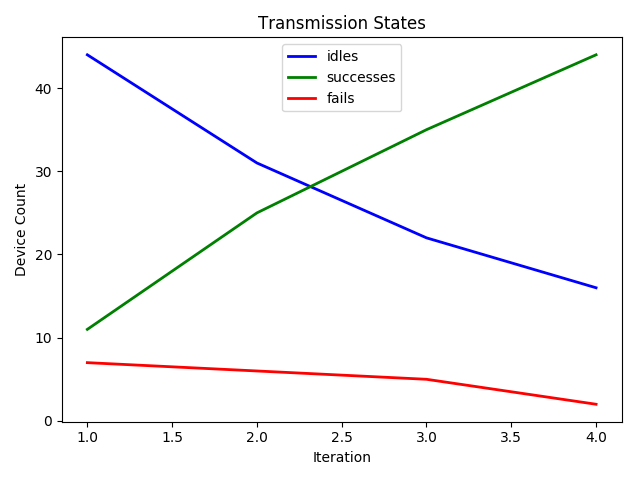 Transmission States
idles
successes
fails
Device Count
40
30
20
10
0
1.0 1.5 2.0 2.5 3.0 3.5 4.0
Iteration